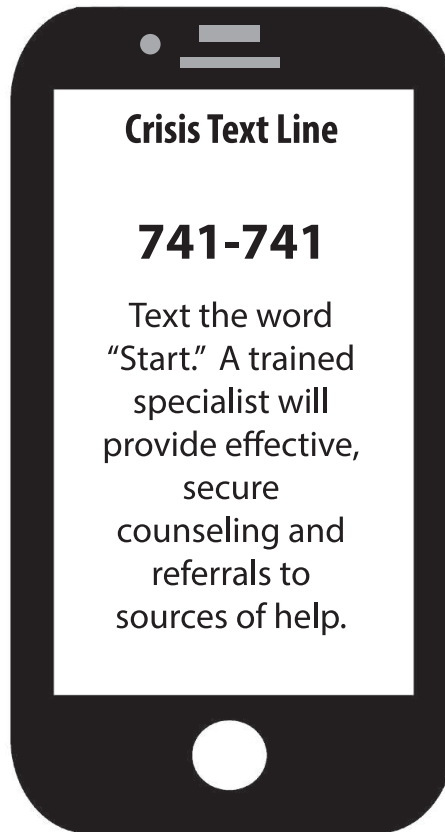 Crisis Text Line
741-741
Text the word
“Start.” A trained
specialist will
provide effective,
secure
counseling and
referrals to
sources of help.